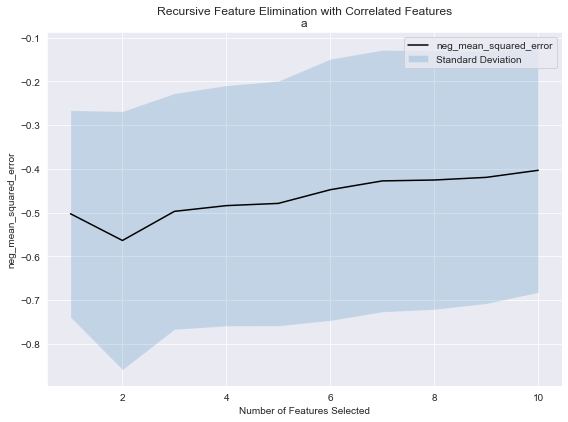 Recursive Feature Elimination with Correlated Features
a
neg_mean_squared_error
Standard Deviation
−0.1
−0.2
−0.3
−0.4
−0.5
−0.6
−0.7
−0.8
neg_mean_squared_error
2
4
6
8
10
Number of Features Selected